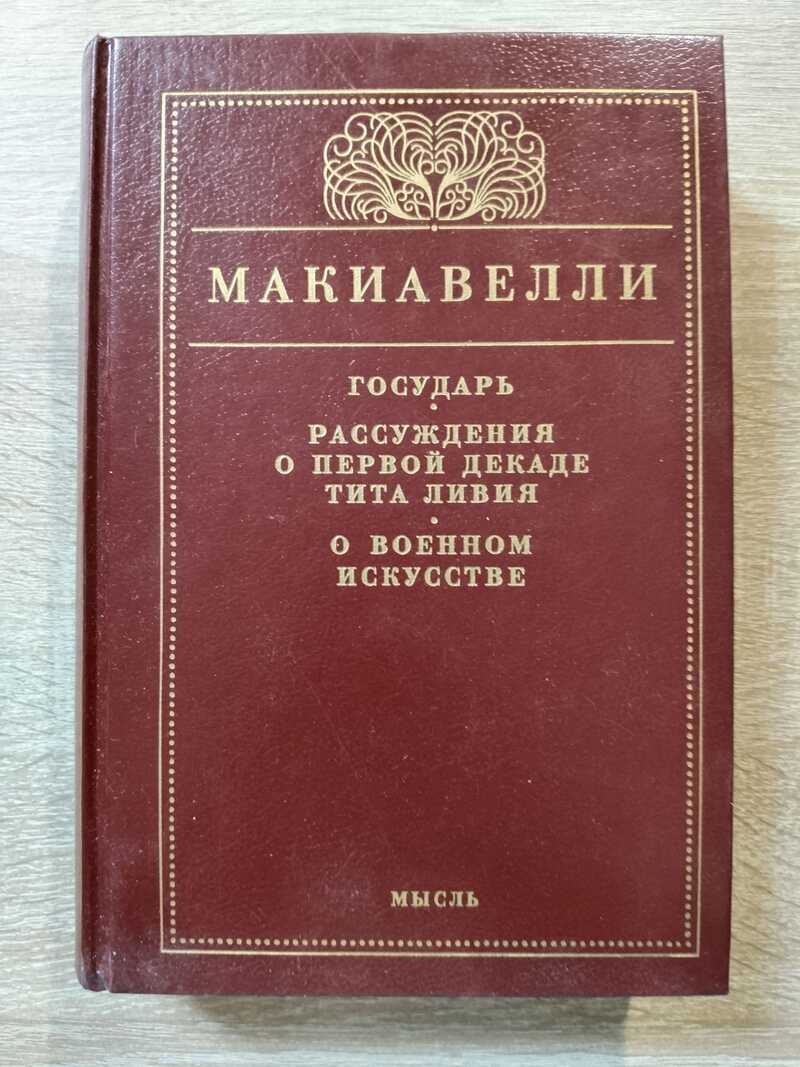 МАКИАВЕЛЛИ
ГОСУДАРЬ
РАССУЖДЕНИЯ
О ПЕРВОЙ ДЕКАДЕ
ТИТА ЛИВИЯ
О ВОЕННОМ
ИСКУССТВЕ
МЫСЛЬ